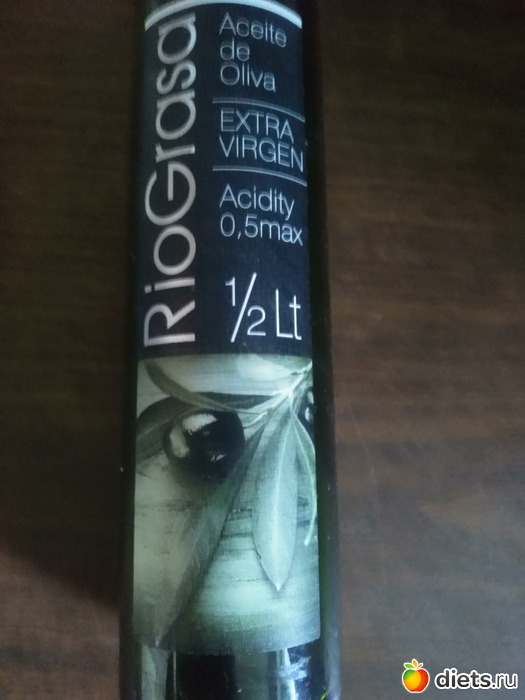 RioGrasa
Aceite
de
Oliva
EXTRA
VIRGEN
Acidity
0,5max
1/2 Lt
diets.ru